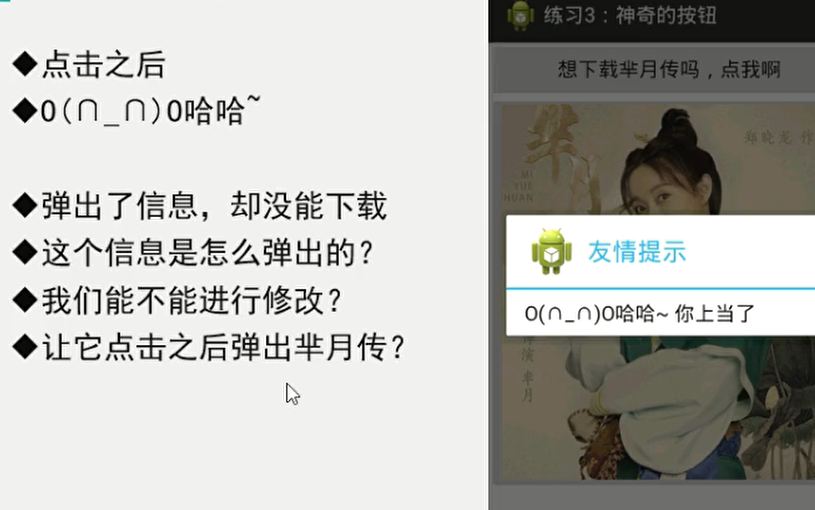 ◆点击之后
◆O(∩_∩)O哈哈~
◆弹出了信息，却没能下载
◆这个信息是怎么弹出的？
◆我们能不能进行修改？
◆让它点击之后弹出芈月传？
练习3：神奇的按钮
想下载芈月传吗，点我啊
芈月
郑晓龙 作
MI
YUE
HUAN
友情提示
O(∩_∩)O哈哈~ 你上当了
饰演 芈月